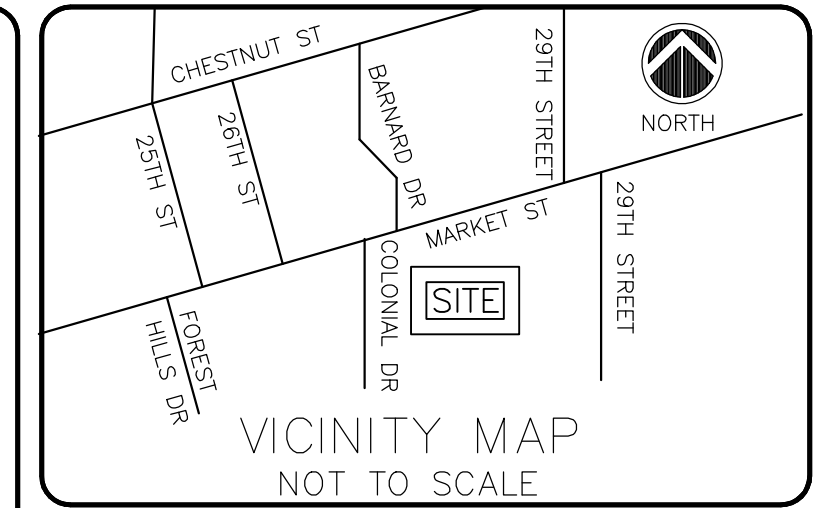 CHESTNUT ST
25TH ST
26TH ST
BARNARD DR
29TH STREET
NORTH
MARKET ST
29TH STREET
COLONIAL DR
SITE
FOREST
HILLS DR
VICINITY MAP
NOT TO SCALE